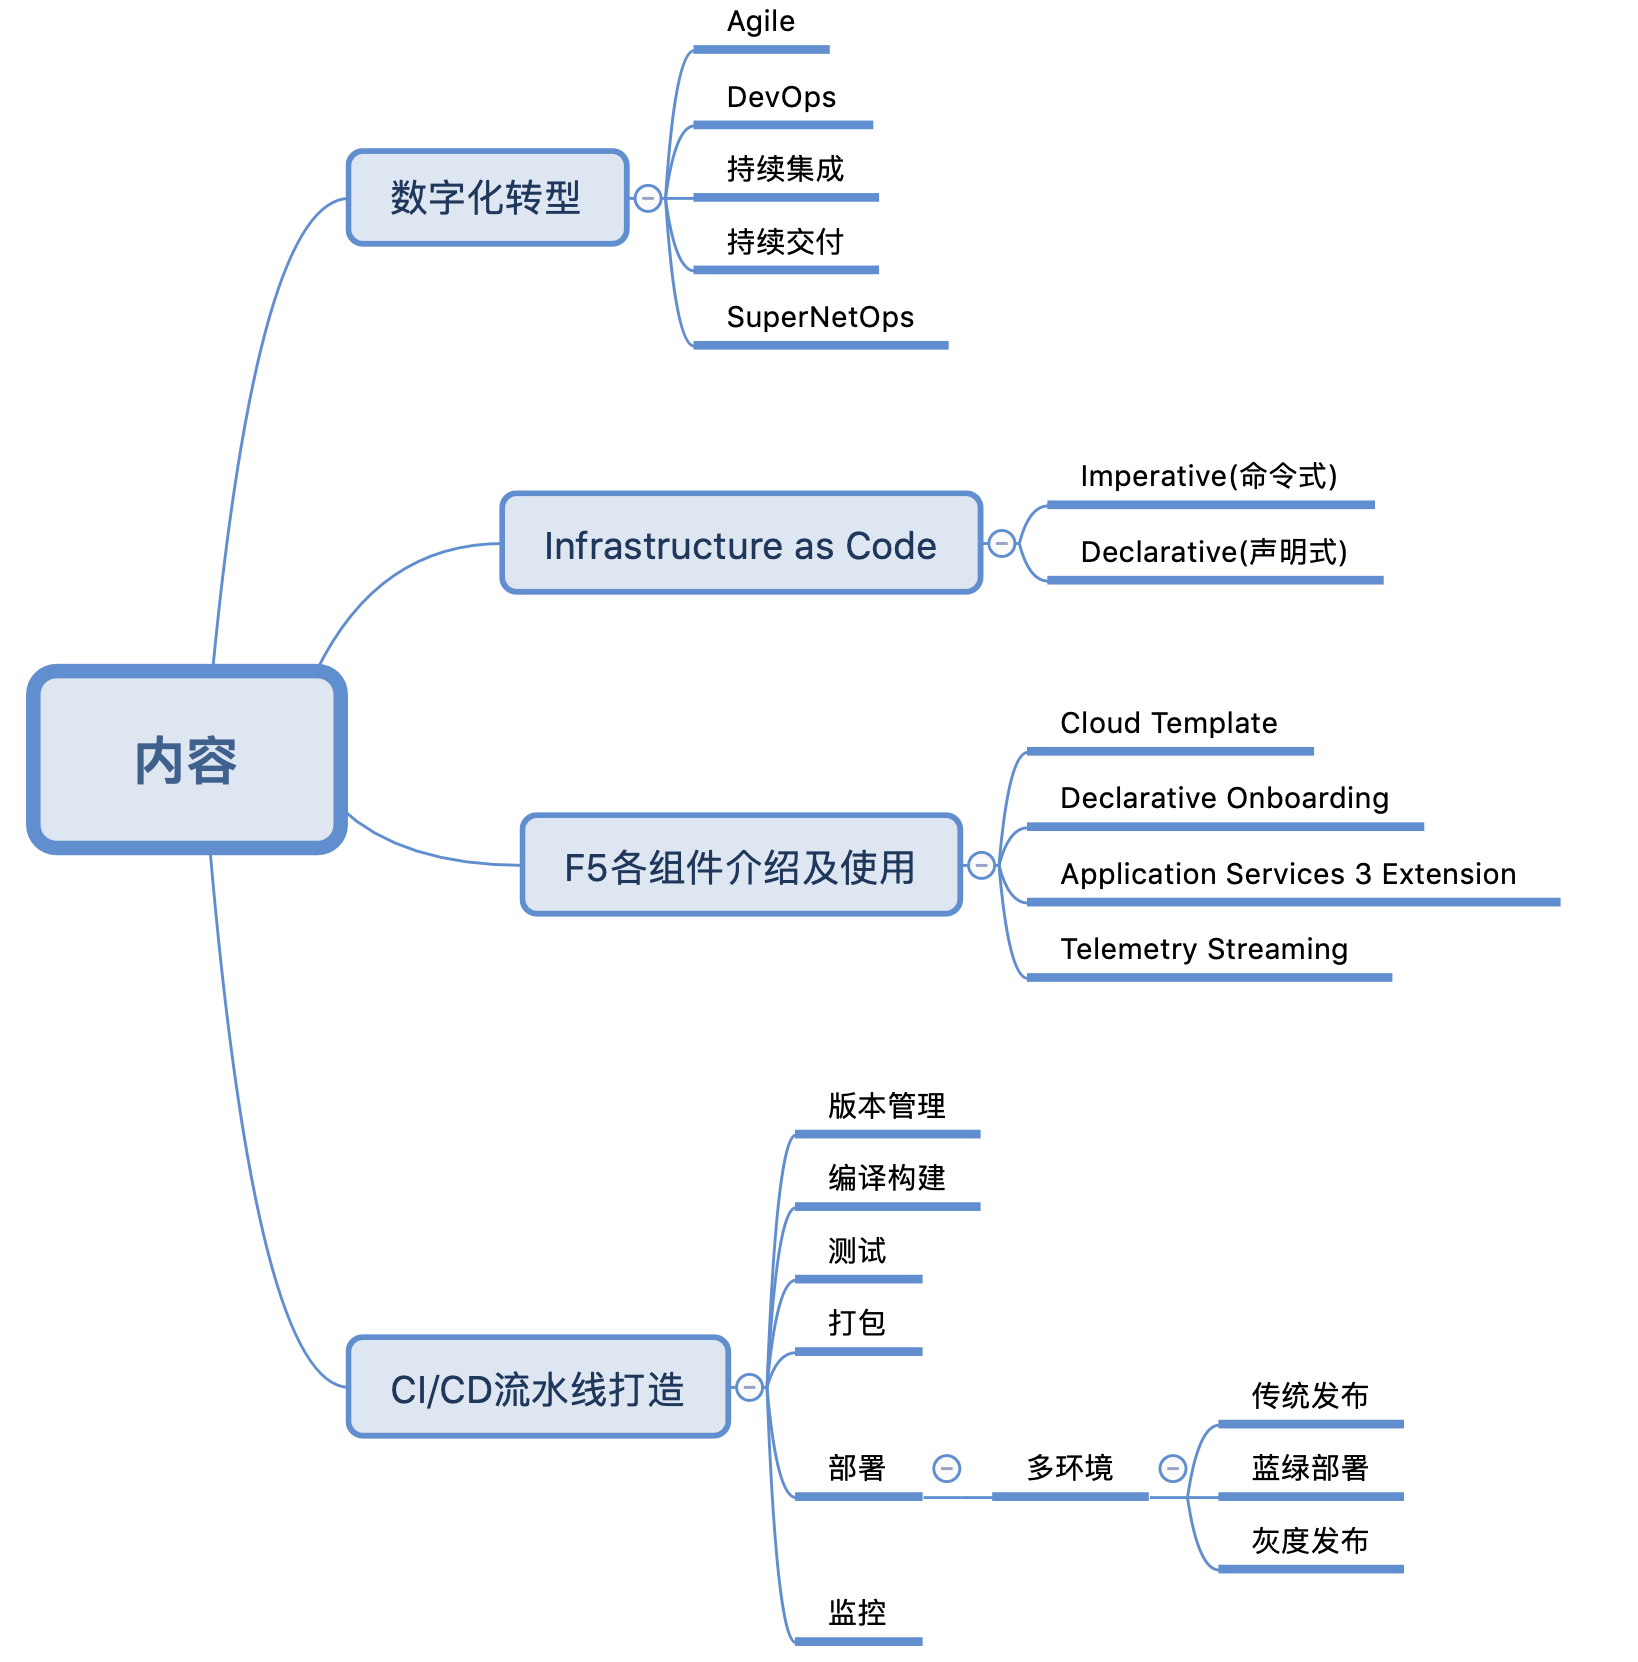 内容
数字化转型
Agile
DevOps
持续集成
持续交付
SuperNetOps
Infrastructure as Code
Imperative(命令式)
Declarative(声明式)
F5各组件介绍及使用
Cloud Template
Declarative Onboarding
Application Services 3 Extension
Telemetry Streaming
CI/CD流水线打造
版本管理
编译构建
测试
打包
部署
多环境
传统发布
蓝绿部署
灰度发布
监控